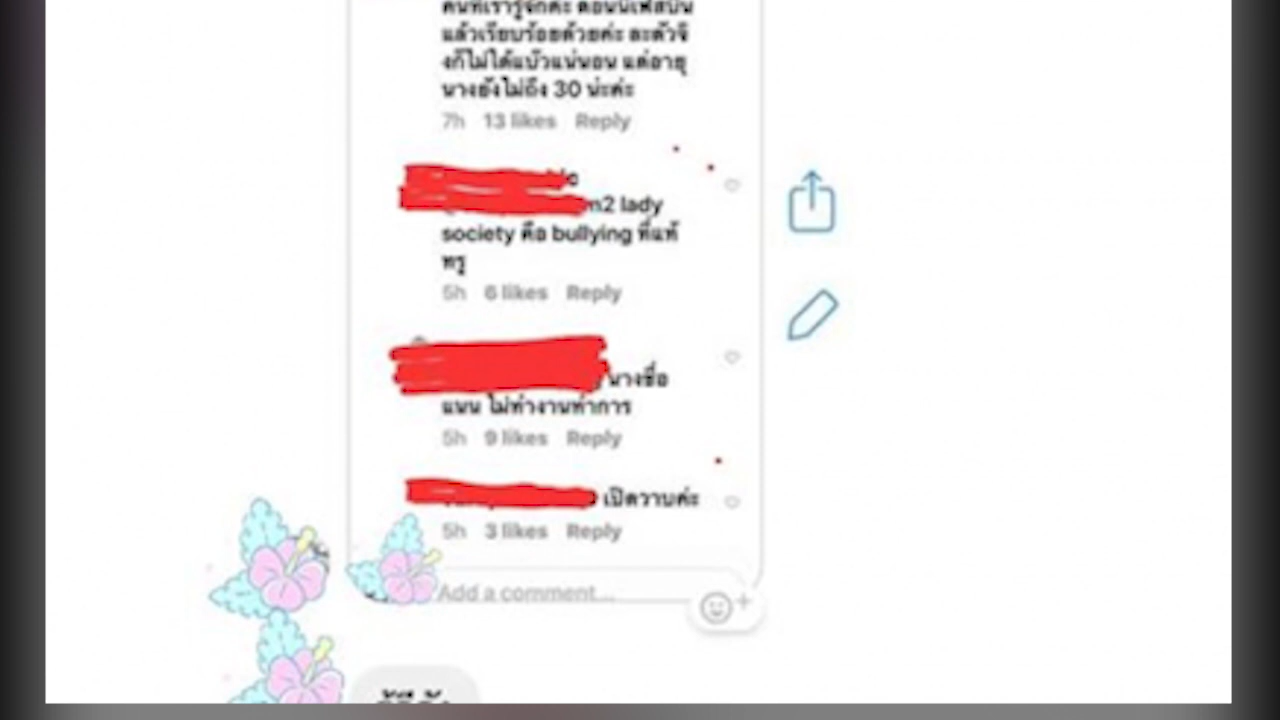 คนที่เรารู้จักค่ะ ตอนนี้เฟสบิน
แล้วเรียบร้อยด้วยค่ะ ละตัวจิ
งก้ไม่ได้แบ๊วแน่นอน แต่อายุ
นางยังไม่ถึง 30 น่ะค่ะ
7h 13 likes Reply
m2 lady
society คือ bullying ที่แท้
ทรู
5h 6 likes Reply
นางชื่อ
แนน ไม่ทำงานทำการ
5h 9 likes Reply
เปิดวาบค่ะ
5h 3 likes Reply
Add a comment...